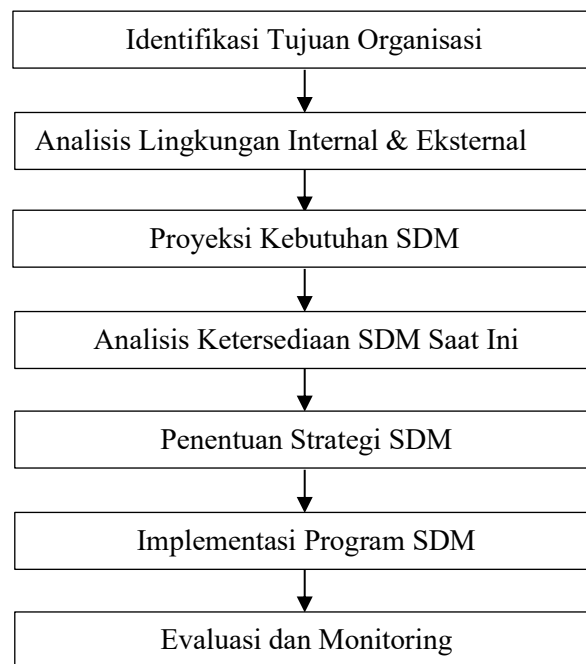 Identifikasi Tujuan Organisasi
Analisis Lingkungan Internal & Eksternal
Proyeksi Kebutuhan SDM
Analisis Ketersediaan SDM Saat Ini
Penentuan Strategi SDM
Implementasi Program SDM
Evaluasi dan Monitoring